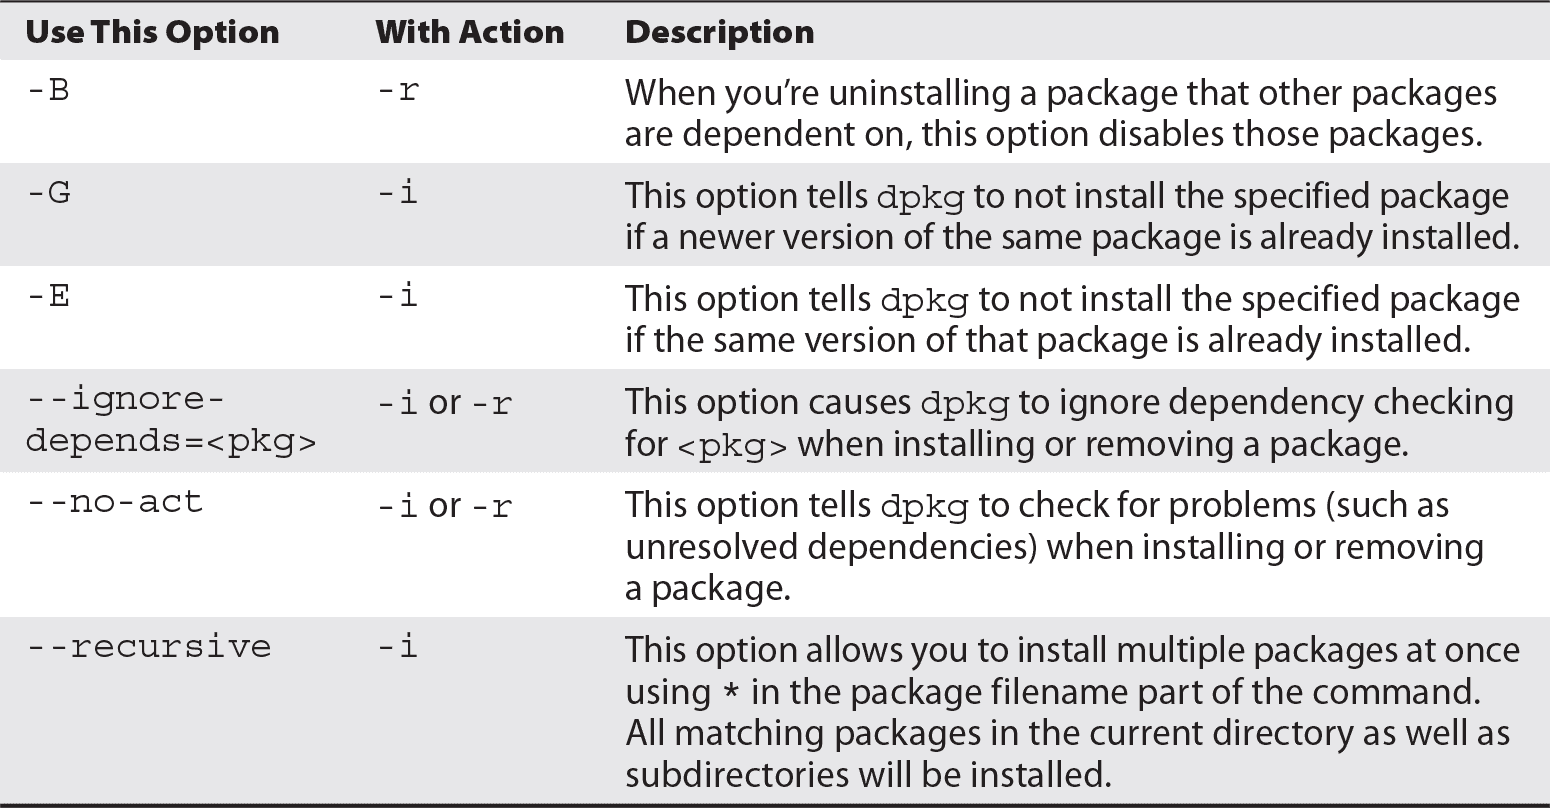 Use This Option With Action Description
-B -r When you're uninstalling a package that other packages
are dependent on, this option disables those packages.
-G -i This option tells dpkg to not install the specified package
if a newer version of the same package is already installed.
-E -i This option tells dpkg to not install the specified package
if the same version of that package is already installed.
--ignore- -i or -r This option causes dpkg to ignore dependency checking
depends=<pkg> for <pkg> when installing or removing a package.
--no-act -i or -r This option tells dpkg to check for problems (such as
unresolved dependencies) when installing or removing
a package.
--recursive -i This option allows you to install multiple packages at once
using * in the package filename part of the command.
All matching packages in the current directory as well as
subdirectories will be installed.